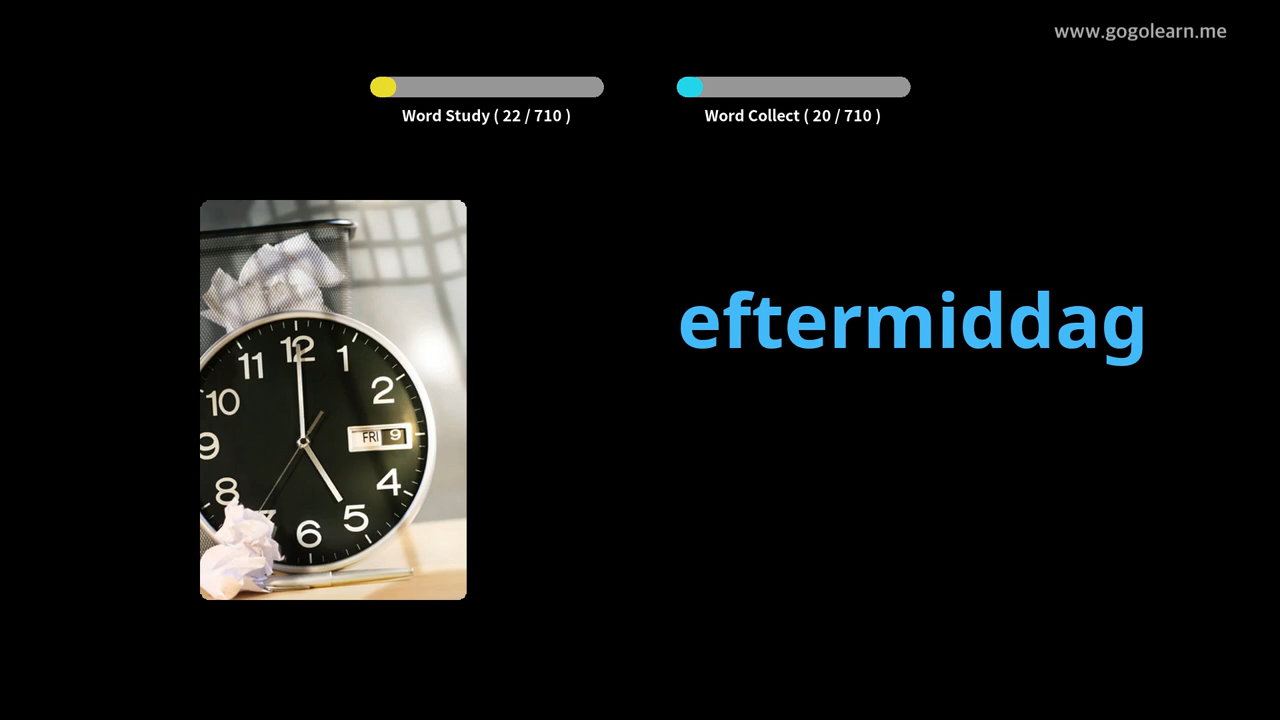 www.gogolearn.me
Word Study ( 22 / 710 )
Word Collect ( 20 / 710 )
eftermiddag
12
1
11
2
10
FRI 9
9
4
8
5
7
6